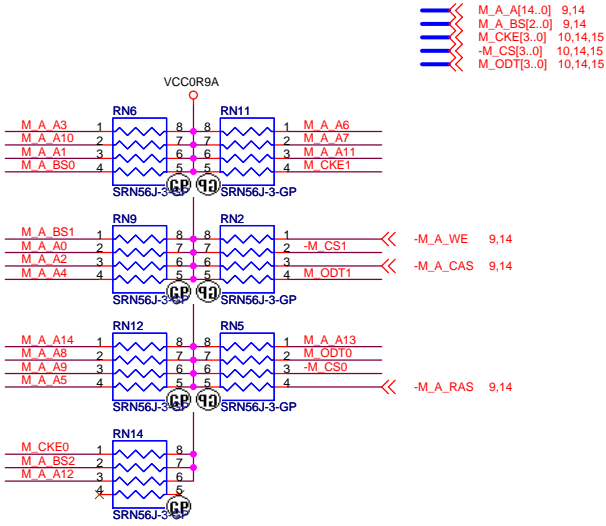 M_A_A[14..0] 9,14
M_A_BS[2..0] 9,14
M_CKE[3..0] 10,14,15
-M_CS[3..0] 10,14,15
M_ODT[3..0] 10,14,15
VCC0R9A
RN6 RN11
M_A_A3 1 8 8 1 M_A_A6
M_A_A10 2 7 7 2 M_A_A7
M_A_A1 3 6 6 3 M_A_A11
M_A_BS0 4 5 5 4 M_CKE1
SRN56J-3-GP SRN56J-3-GP
RN9 RN2
M_A_BS1 1 8 8 1 -M_A_WE 9,14
M_A_A0 2 7 7 2 -M_CS1
M_A_A2 3 6 6 3 -M_A_CAS 9,14
M_A_A4 4 5 5 4 M_ODT1
SRN56J-3-GP SRN56J-3-GP
RN12 RN5
M_A_A14 1 8 8 1 M_A_A13
M_A_A8 2 7 7 2 M_ODT0
M_A_A9 3 6 6 3 -M_CS0
M_A_A5 4 5 5 4 -M_A_RAS 9,14
SRN56J-3-GP SRN56J-3-GP
RN14
M_CKE0 1 8
M_A_BS2 2 7
M_A_A12 3 6
4 5
SRN56J-3-GP